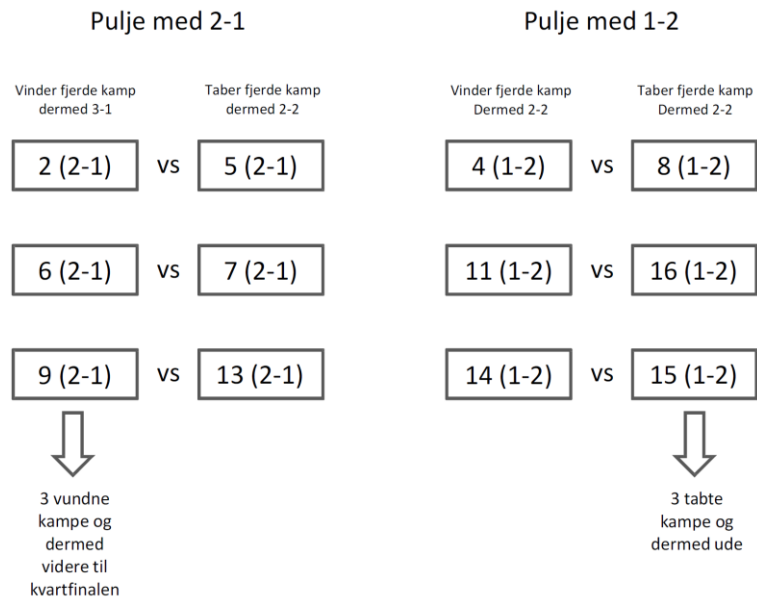 Pulje med 2-1
Vinder fjerde kamp
dermed 3-1
Taber fjerde kamp
dermed 2-2
2 (2-1) vs 5 (2-1)
6 (2-1) vs 7 (2-1)
9 (2-1) vs 13 (2-1)
3 vundne
kampe og
dermed
videre til
kvartfinalen
Pulje med 1-2
Vinder fjerde kamp
Dermed 2-2
Taber fjerde kamp
Dermed 2-2
4 (1-2) vs 8 (1-2)
11 (1-2) vs 16 (1-2)
14 (1-2) vs 15 (1-2)
3 tabte
kampe og
dermed ude